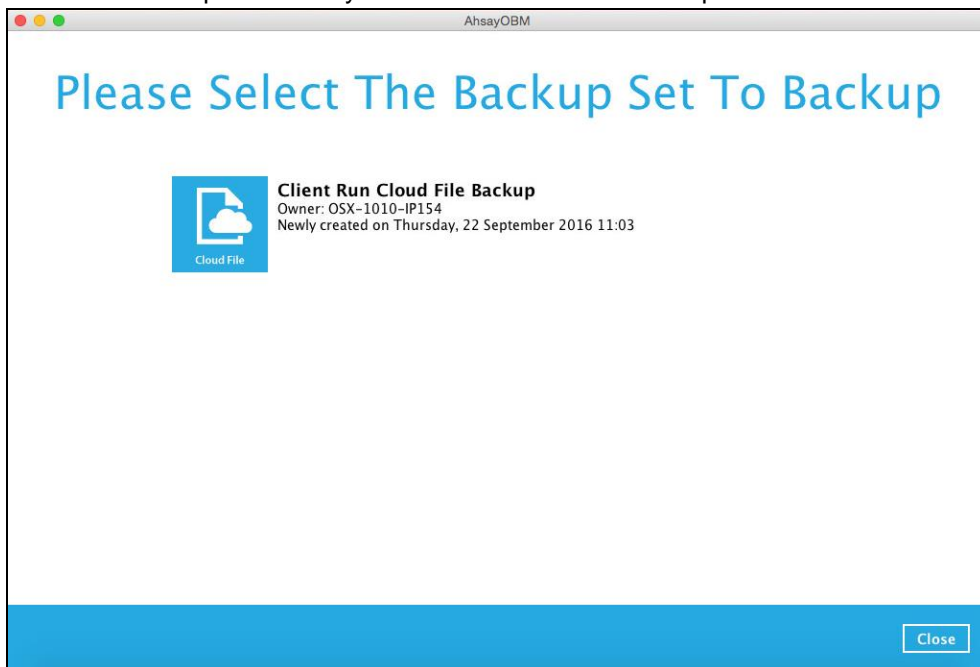 AhsayOBM
Please Select The Backup Set To Backup
Client Run Cloud File Backup
Owner: OSX-1010-IP154
Newly created on Thursday, 22 September 2016 11:03
Cloud File
Close